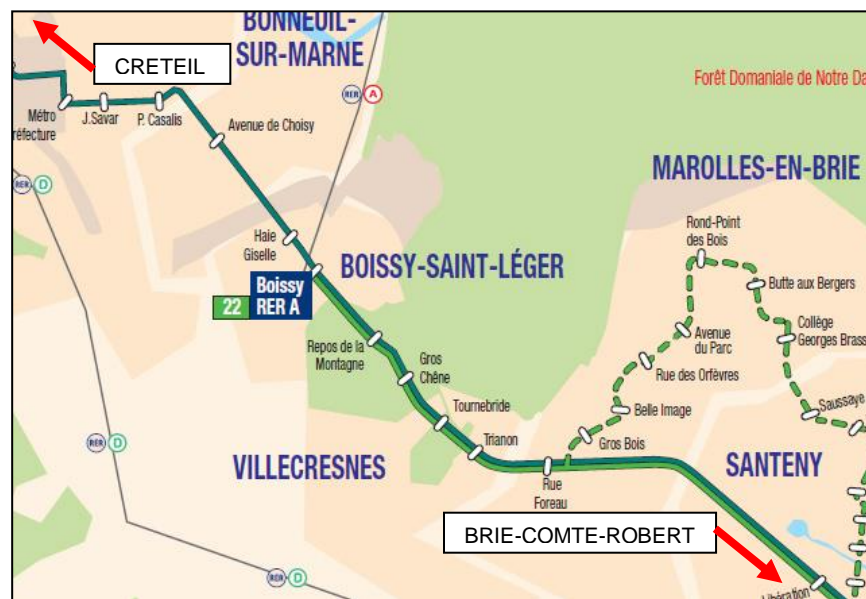 BONNEUIL-
SUR-MARNE
CRETEIL
RER A
Forêt Domaniale de Notre
Métro
J.Savar
P. Casalis
Avenue de Choisy
RER D
MAROLLES-EN-BRIE
Rond-Point
des Bois
Haie
Giselle
BOISSY-SAINT-LÉGER
Butte aux Bergers
22
Boissy
RER A
Collège
Georges
Avenue
du Parc
Repos de la
Montagne
Gros
Chêne
Rue des Orfèvres
Tournebride
Belle Image
Saussaye
Trianon
Gros Bois
RER D
VILLECRESNES
SANTENY
Rue
Foreau
BRIE-COMTE-ROBERT
RER D
Libération